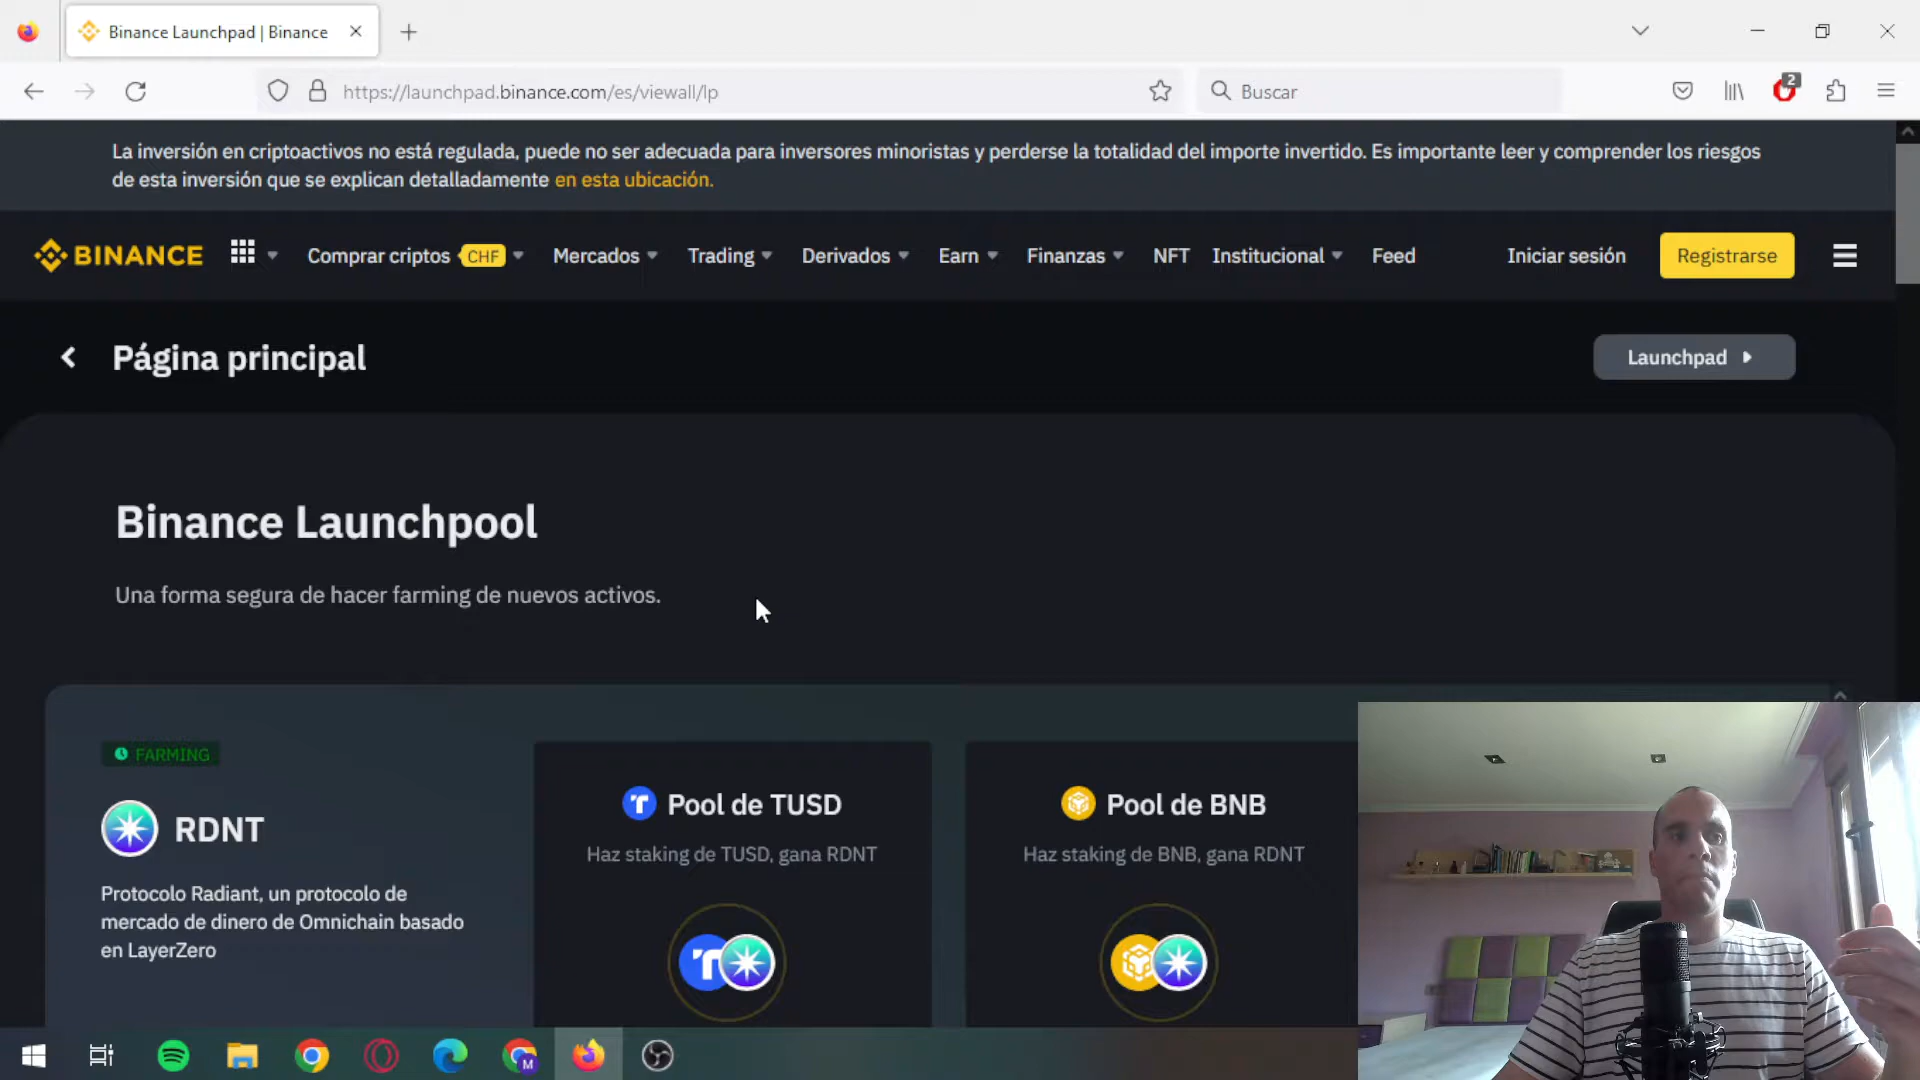 Binance Launchpad | Binance
https://launchpad.binance.com/es/viewall/lp
Buscar
2
La inversión en criptoactivos no está regulada, puede no ser adecuada para inversores minoristas y perderse la totalidad del importe invertido. Es importante leer y comprender los riesgos
de esta inversión que se explican detalladamente en esta ubicación.
BINANCE Comprar criptos CHF Mercados Trading Derivados Earn Finanzas NFT Institucional Feed Iniciar sesión Registrarse
Página principal
Launchpad
Binance Launchpool
Una forma segura de hacer farming de nuevos activos.
FARMING
RDNT
Protocolo Radiant, un protocolo de
mercado de dinero de Omnichain basado
en LayerZero
Pool de TUSD
Haz staking de TUSD, gana RDNT
Pool de BNB
Haz staking de BNB, gana RDNT
M